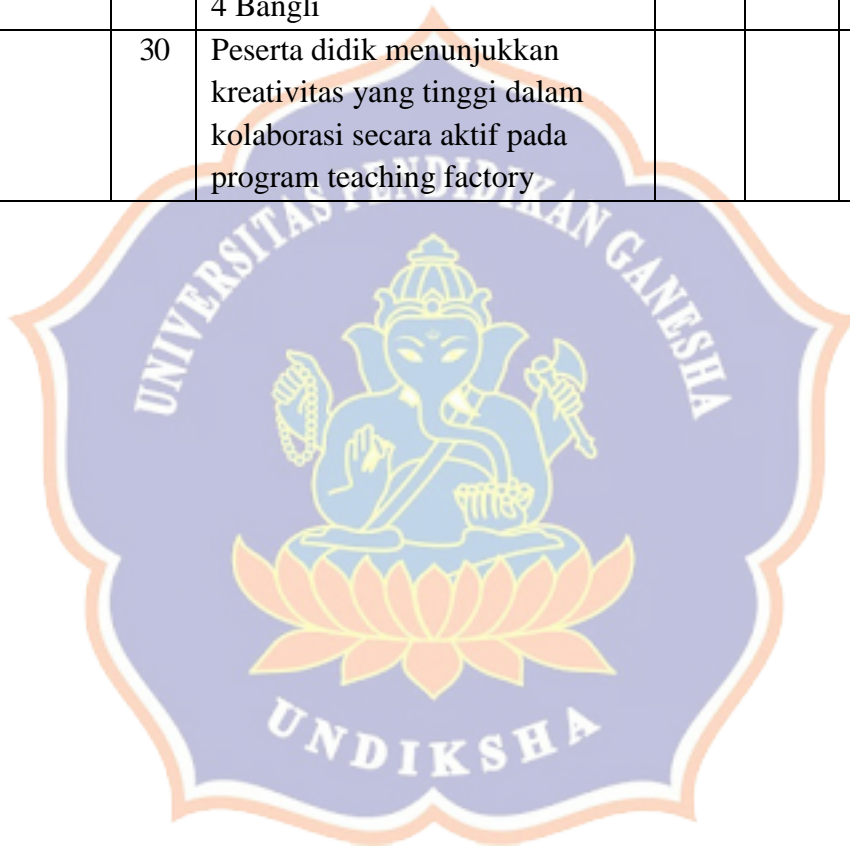 4 Bangli
30 Peserta didik menunjukkan
kreativitas yang tinggi dalam
kolaborasi secara aktif pada
program teaching factory
UNIVERSITAS PENDIDIKAN GANESHA
UNDIKSHA